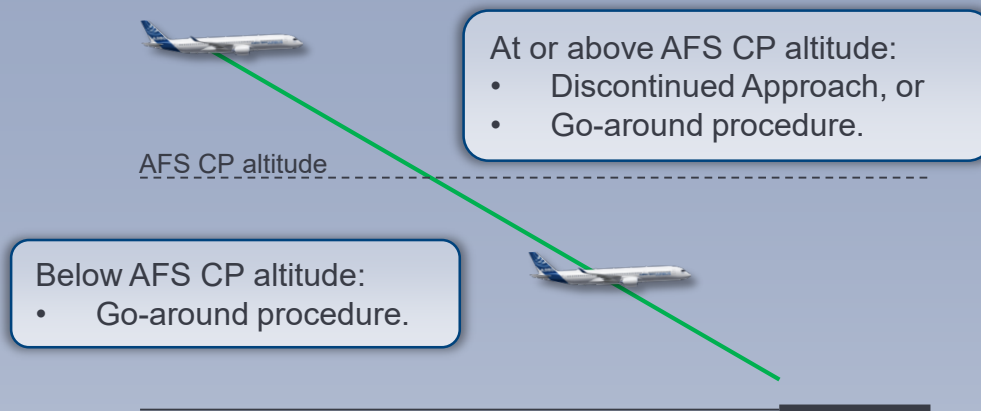 At or above AFS CP altitude:
• Discontinued Approach, or
• Go-around procedure.
AFS CP altitude
Below AFS CP altitude:
• Go-around procedure.